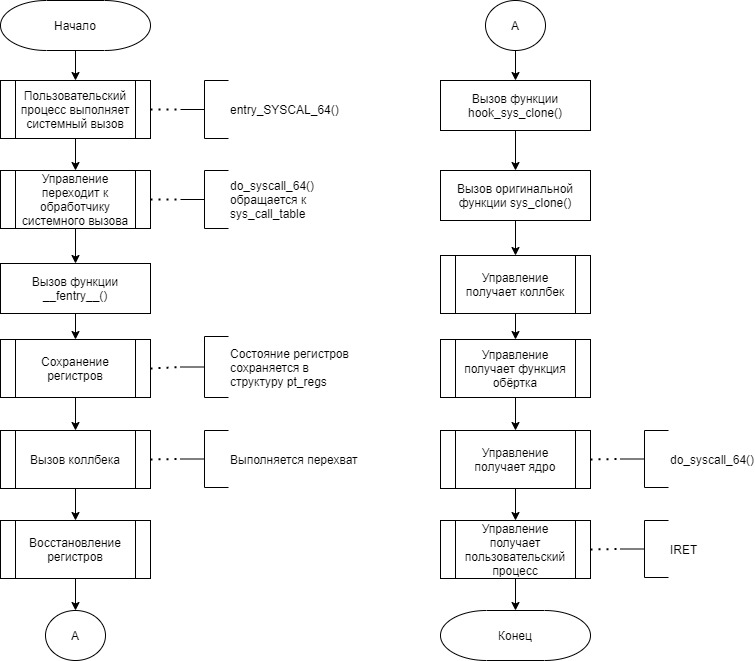 Начало
Пользовательский
процесс выполняет
системный вызов
entry_SYSCAL_64()
Управление
переходит к
обработчику
системного вызова
do_syscall_64()
обращается к
sys_call_table
Вызов функции
__fentry__()
Сохранение
регистров
Состояние регистров
сохраняется в
структуру pt_regs
Вызов коллбека
Выполняется перехват
Восстановление
регистров
А
А
Вызов функции
hook_sys_clone()
Вызов оригинальной
функции sys_clone()
Управление
получает коллбек
Управление
получает функция
обёртка
Управление
получает ядро
do_syscall_64()
Управление
получает
пользовательский
процесс
IRET
Конец